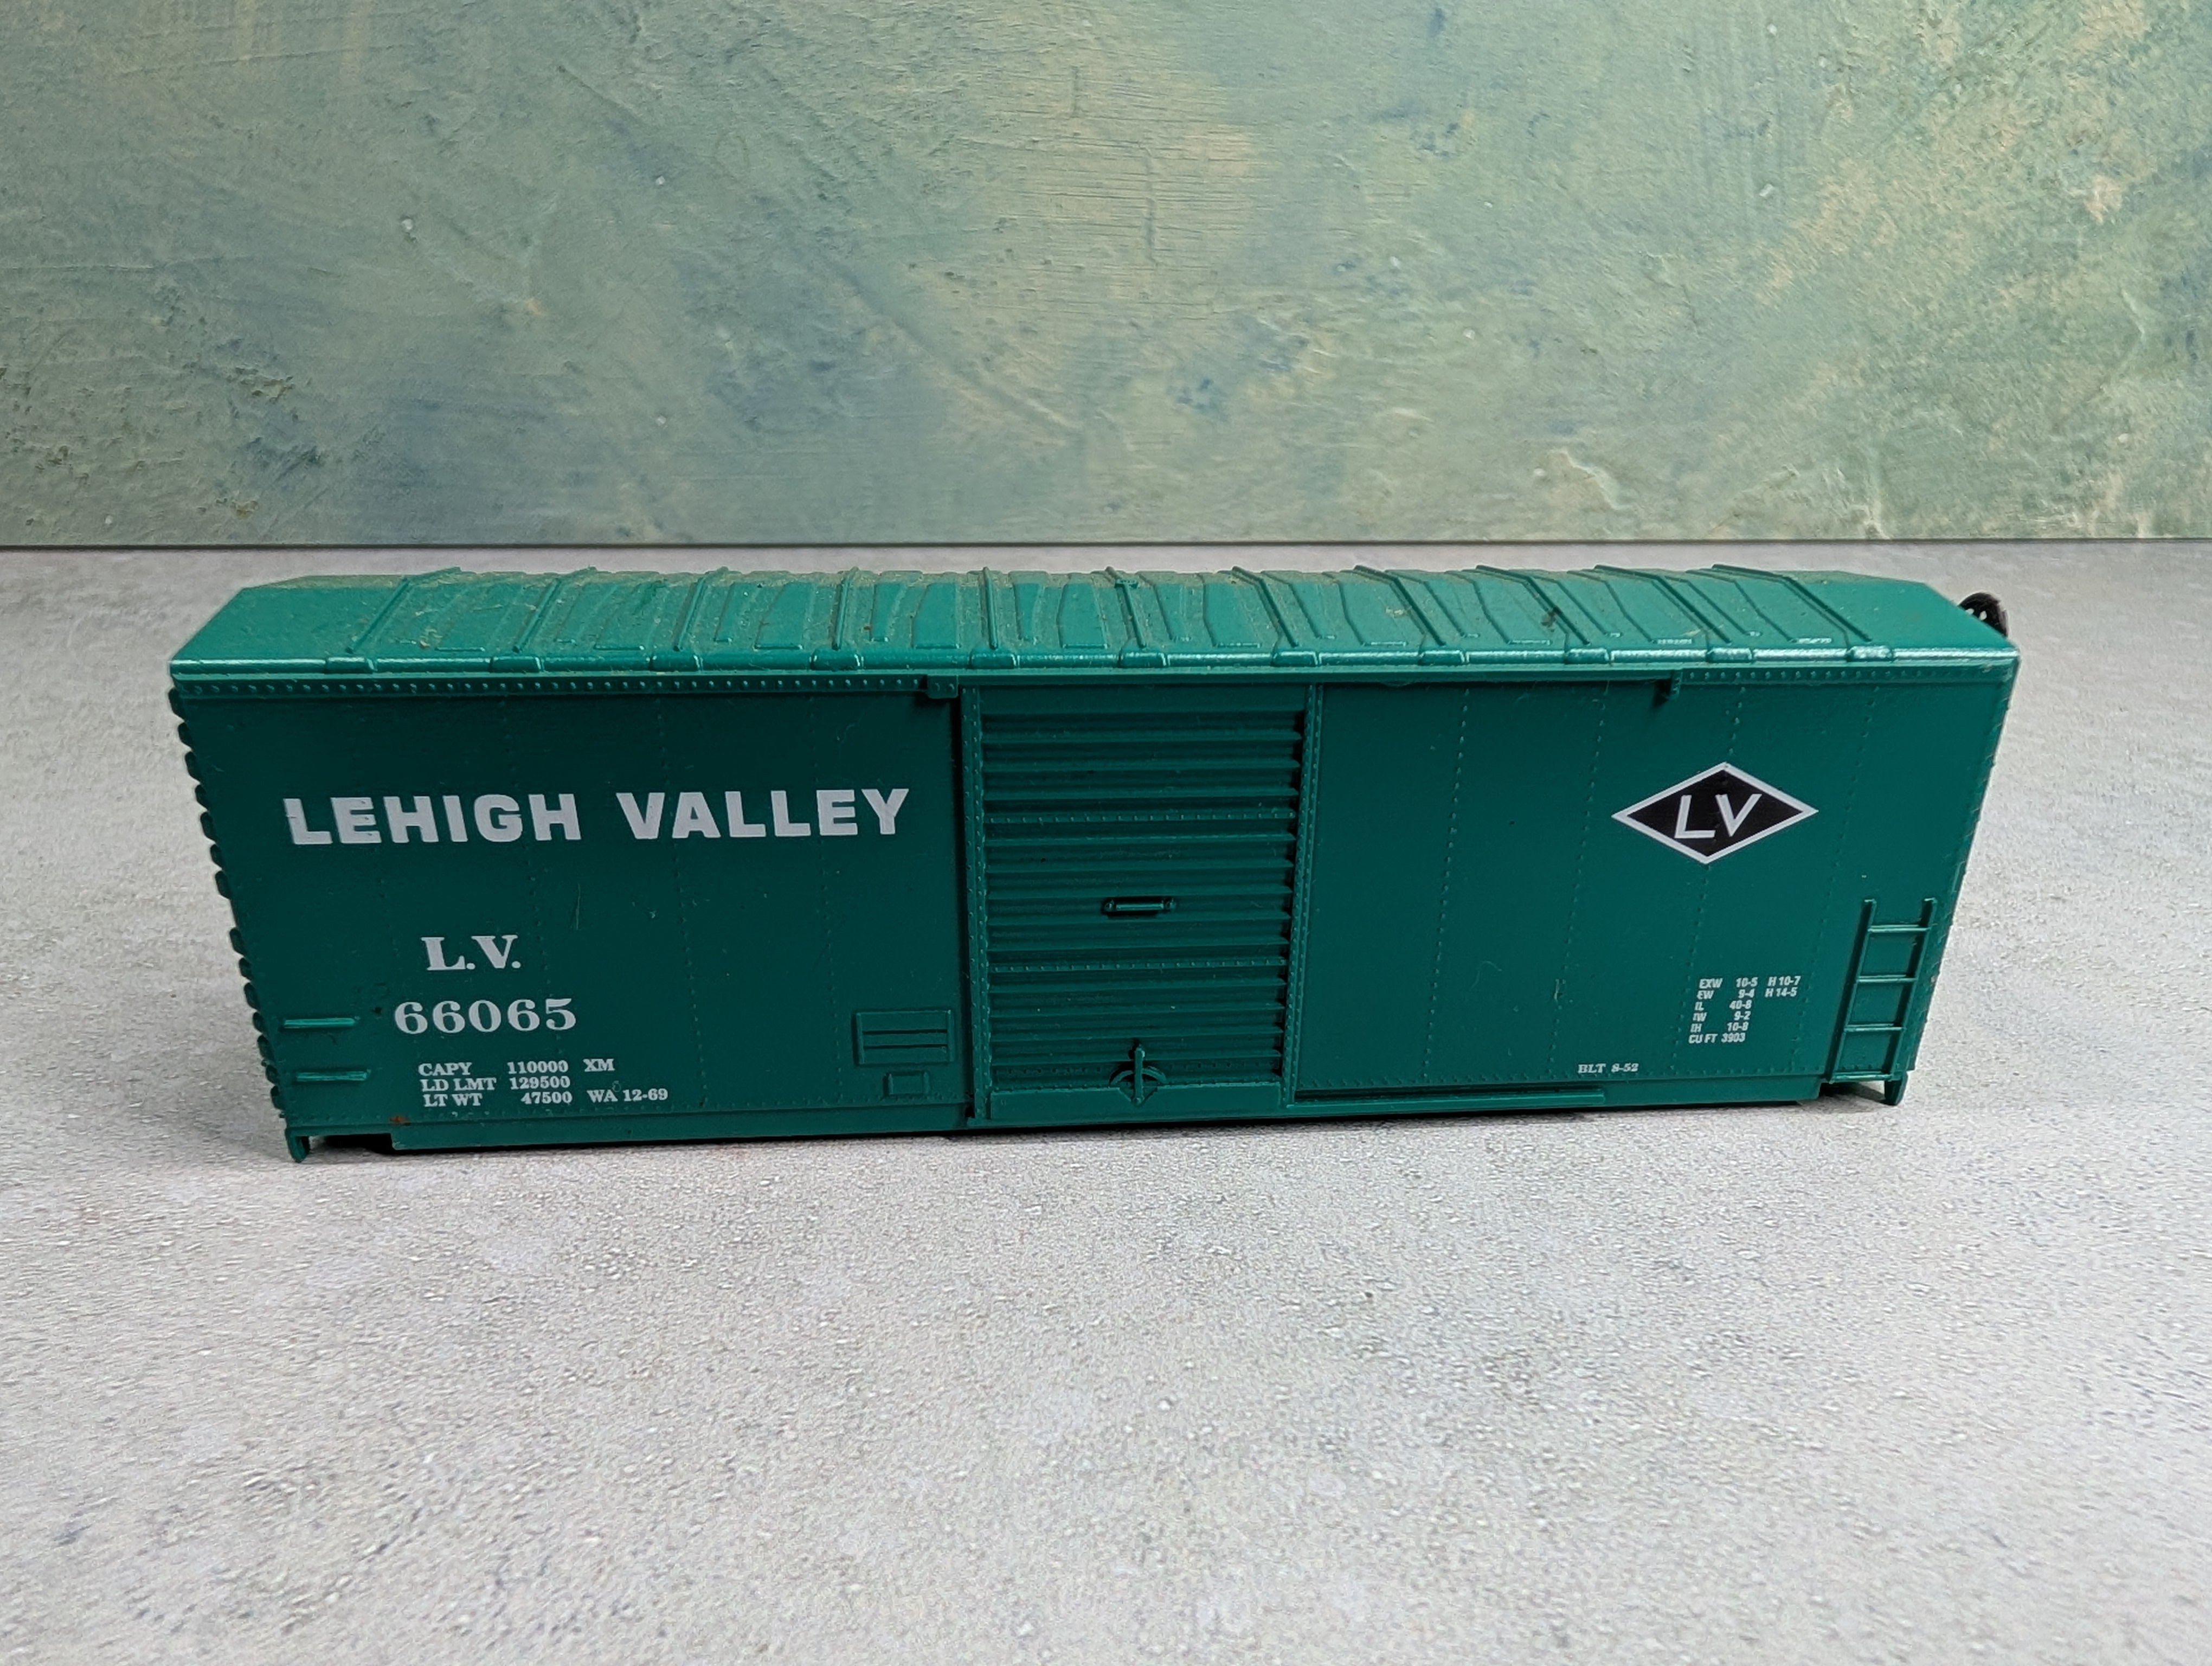 LEHIGH VALLEY
LV
L.V.
66065
CAPY 110000 XM
LD LMT 129500
LT WT 47500 WA 12-69
EXW 10-5 H 10-7
EW 9-4 H 14-5
IL 40-8
IW 9-2
IH 10-8
CU FT 3903
BLT 8-52